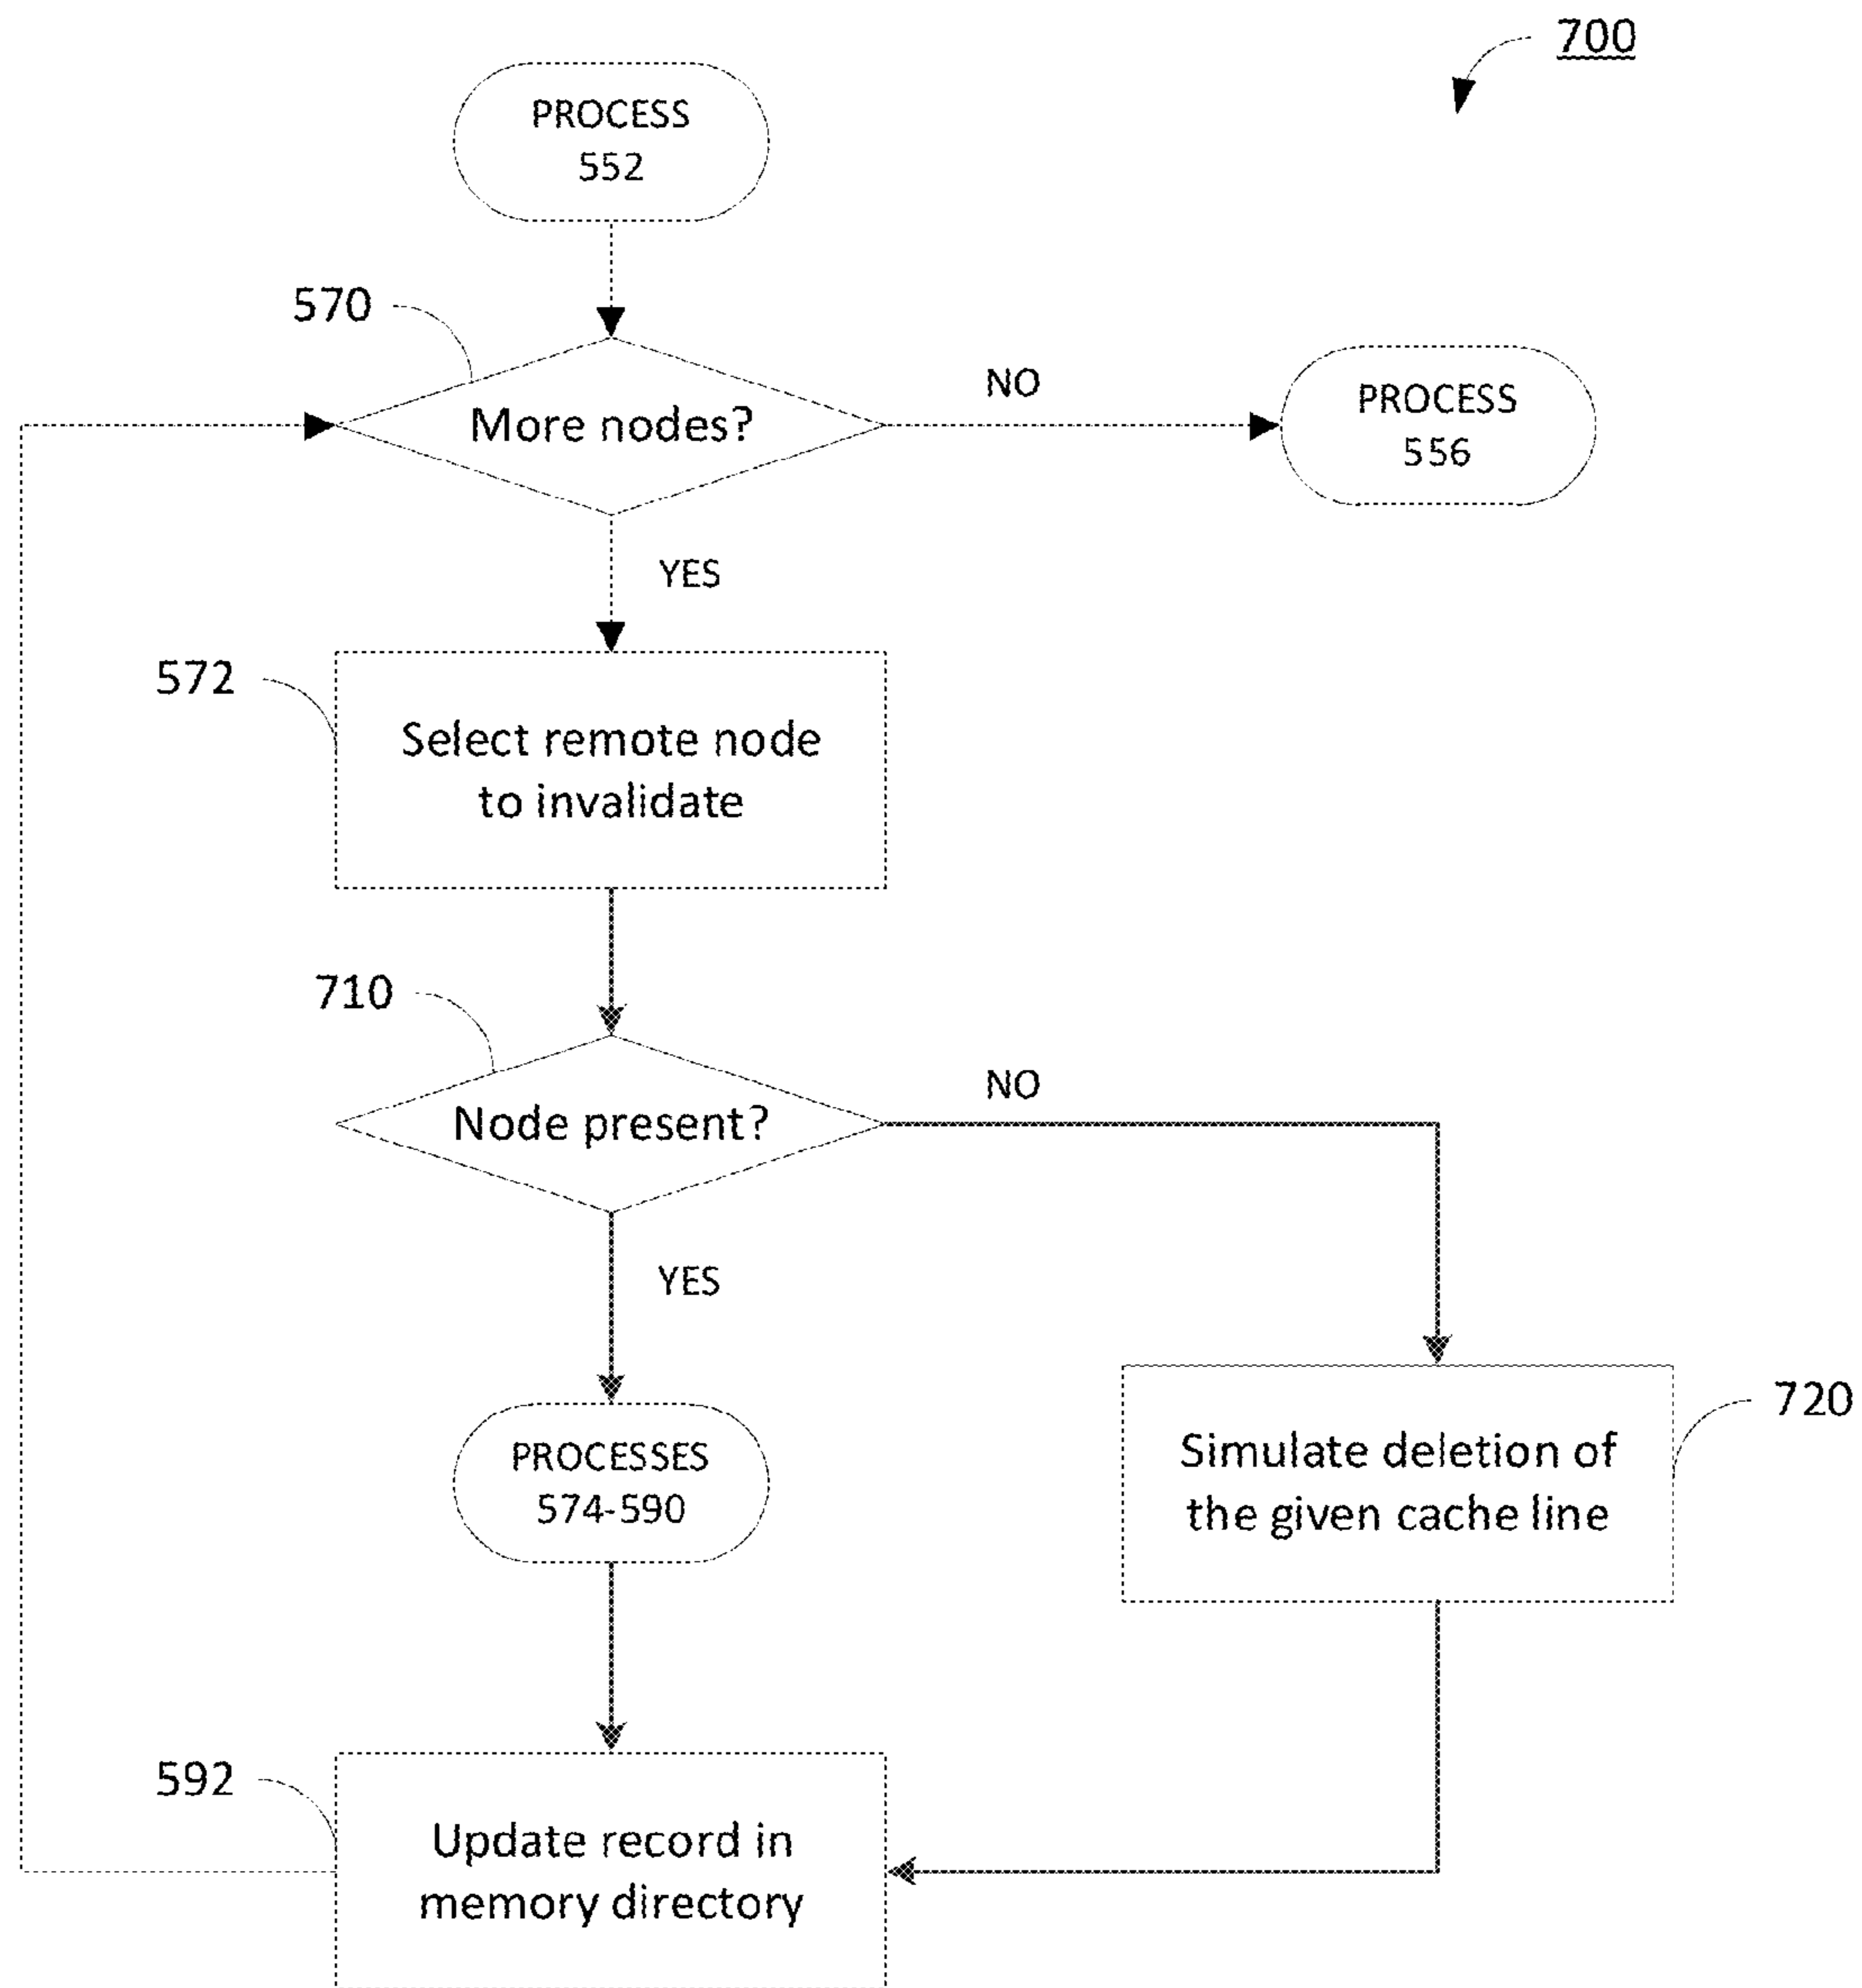 700
PROCESS
552
570
More nodes?
NO
PROCESS
556
YES
572
Select remote node
to invalidate
710
Node present?
NO
YES
PROCESSES
574-590
720
Simulate deletion of
the given cache line
592
Update record in
memory directory